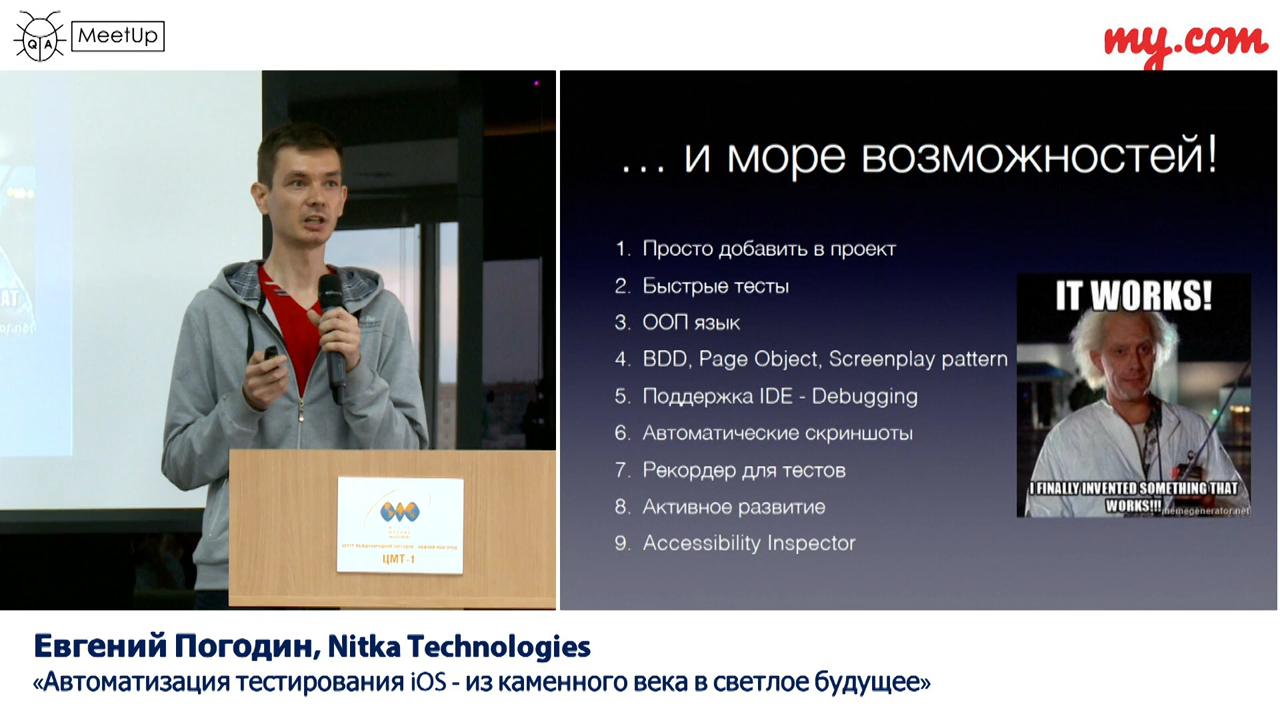 QA
MeetUp
my.com
… и море возможностей!
1. Просто добавить в проект
2. Быстрые тесты
3. ООП язык
4. BDD, Page Object, Screenplay pattern
5. Поддержка IDE - Debugging
6. Автоматические скриншоты
7. Рекордер для тестов
8. Активное развитие
9. Accessibility Inspector
IT WORKS!
I FINALLY INVENTED SOMETHING THAT
WORKS!!!
memegenerator.net
ЦМТ-1
Евгений Погодин, Nitka Technologies
«Автоматизация тестирования iOS - из каменного века в светлое будущее»